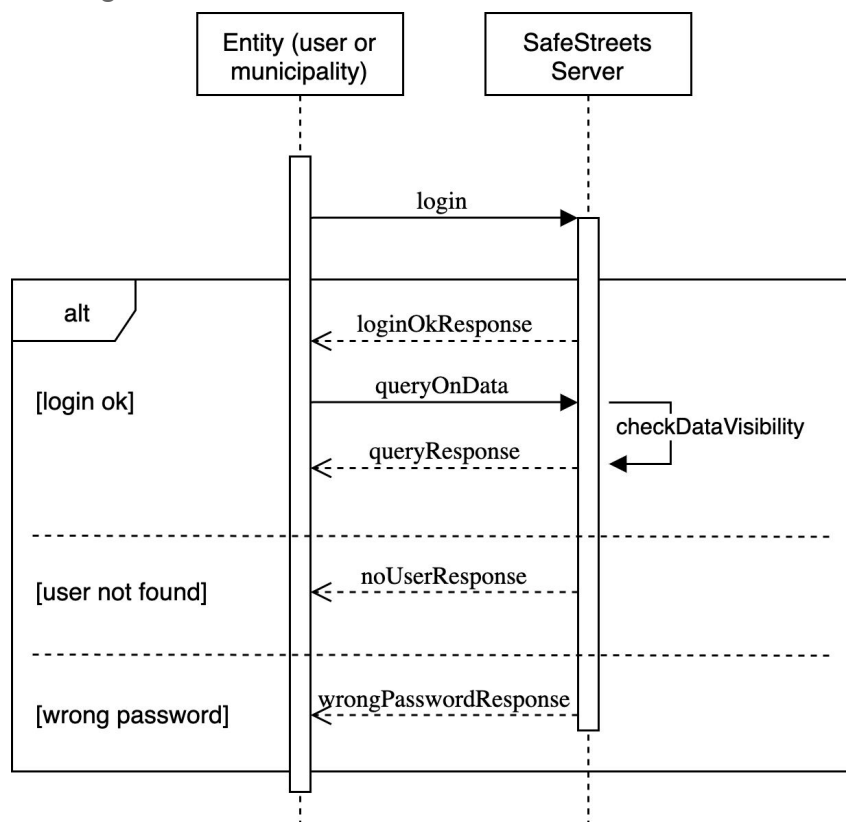 Entity (user or
municipality)
SafeStreets
Server
login
alt
loginOkResponse
[login ok]
queryOnData
checkDataVisibility
queryResponse
[user not found]
noUserResponse
[wrong password]
wrongPasswordResponse